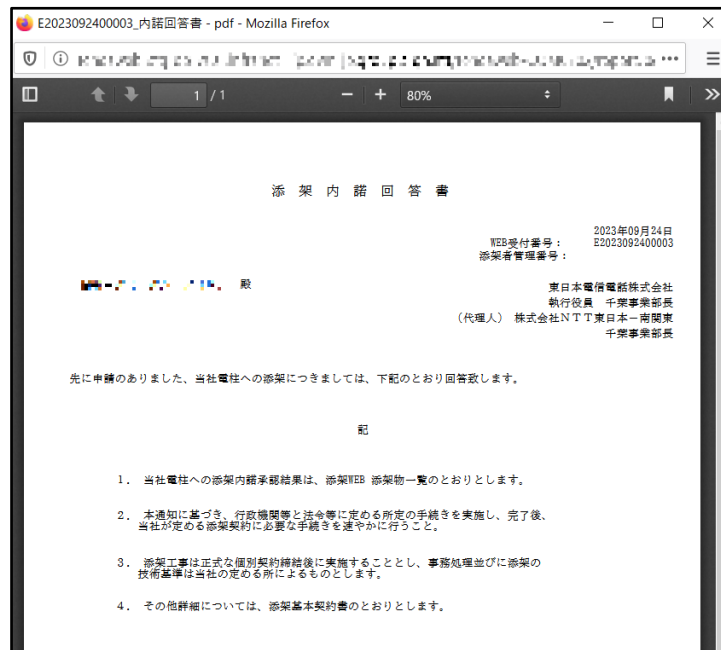 E2023092400003_内諾回答書 - pdf - Mozilla Firefox
1 / 1
80%
添 架 内 諾 回 答 書
2023年09月24日
WEB受付番号： E2023092400003
添架者管理番号：
殿
東日本電信電話株式会社
執行役員 千葉事業部長
（代理人） 株式会社ＮＴＴ東日本－南関東
千葉事業部長
先に申請のありました、当社電柱への添架につきましては、下記のとおり回答致します。
記
1. 当社電柱への添架内諾承認結果は、添架WEB 添架物一覧のとおりとします。
2. 本通知に基づき、行政機関等と法令等に定める所定の手続きを実施し、完了後、
当社が定める添架契約に必要な手続きを速やかに行うこと。
3. 添架工事は正式な個別契約締結後に実施することとし、事務処理並びに添架の
技術基準は当社の定める所によるものとします。
4. その他詳細については、添架基本契約書のとおりとします。